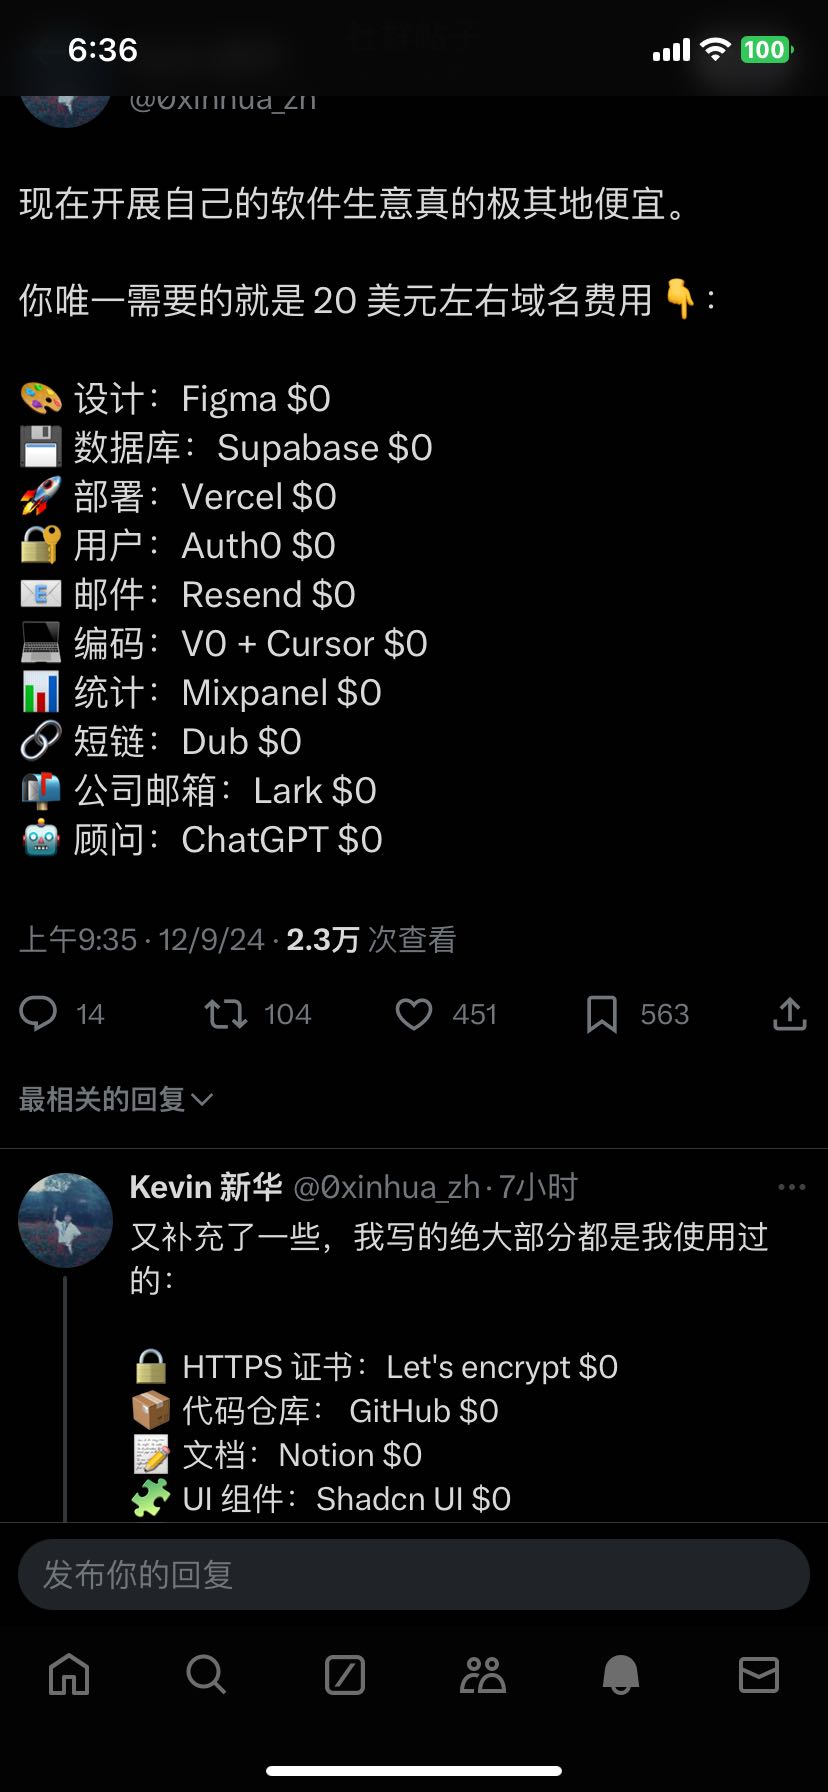 6:36
100
@0xinhua_zh
现在开展自己的软件生意真的极其地便宜。
你唯一需要的就是 20 美元左右域名费用👇：
🎨 设计：Figma $0
💾 数据库：Supabase $0
🚀 部署：Vercel $0
🔐 用户：Auth0 $0
📧 邮件：Resend $0
💻 编码：V0 + Cursor $0
📊 统计：Mixpanel $0
🔗 短链：Dub $0
📬 公司邮箱：Lark $0
🤖 顾问：ChatGPT $0
上午9:35 · 12/9/24 · 2.3万 次查看
14 104 451 563
最相关的回复
Kevin 新华 @0xinhua_zh · 7小时
又补充了一些，我写的绝大部分都是我使用过
的：
🔒 HTTPS 证书：Let's encrypt $0
📦 代码仓库： GitHub $0
📝 文档：Notion $0
🧩 UI 组件：Shadcn UI $0
发布你的回复